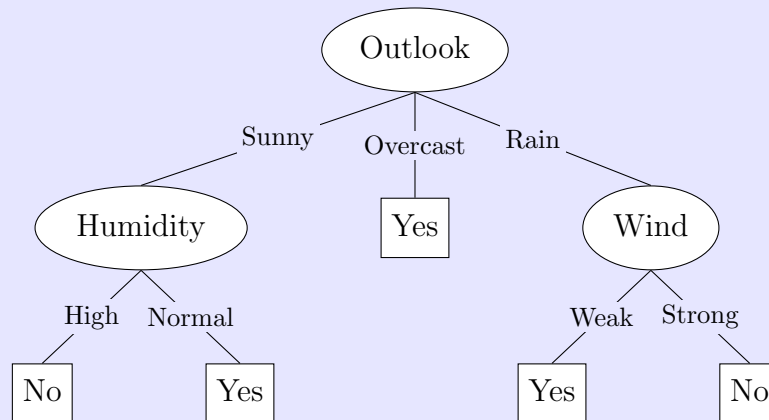 Outlook
Sunny
Overcast
Rain
Humidity
Yes
Wind
High
Normal
Weak
Strong
No
Yes
Yes
No